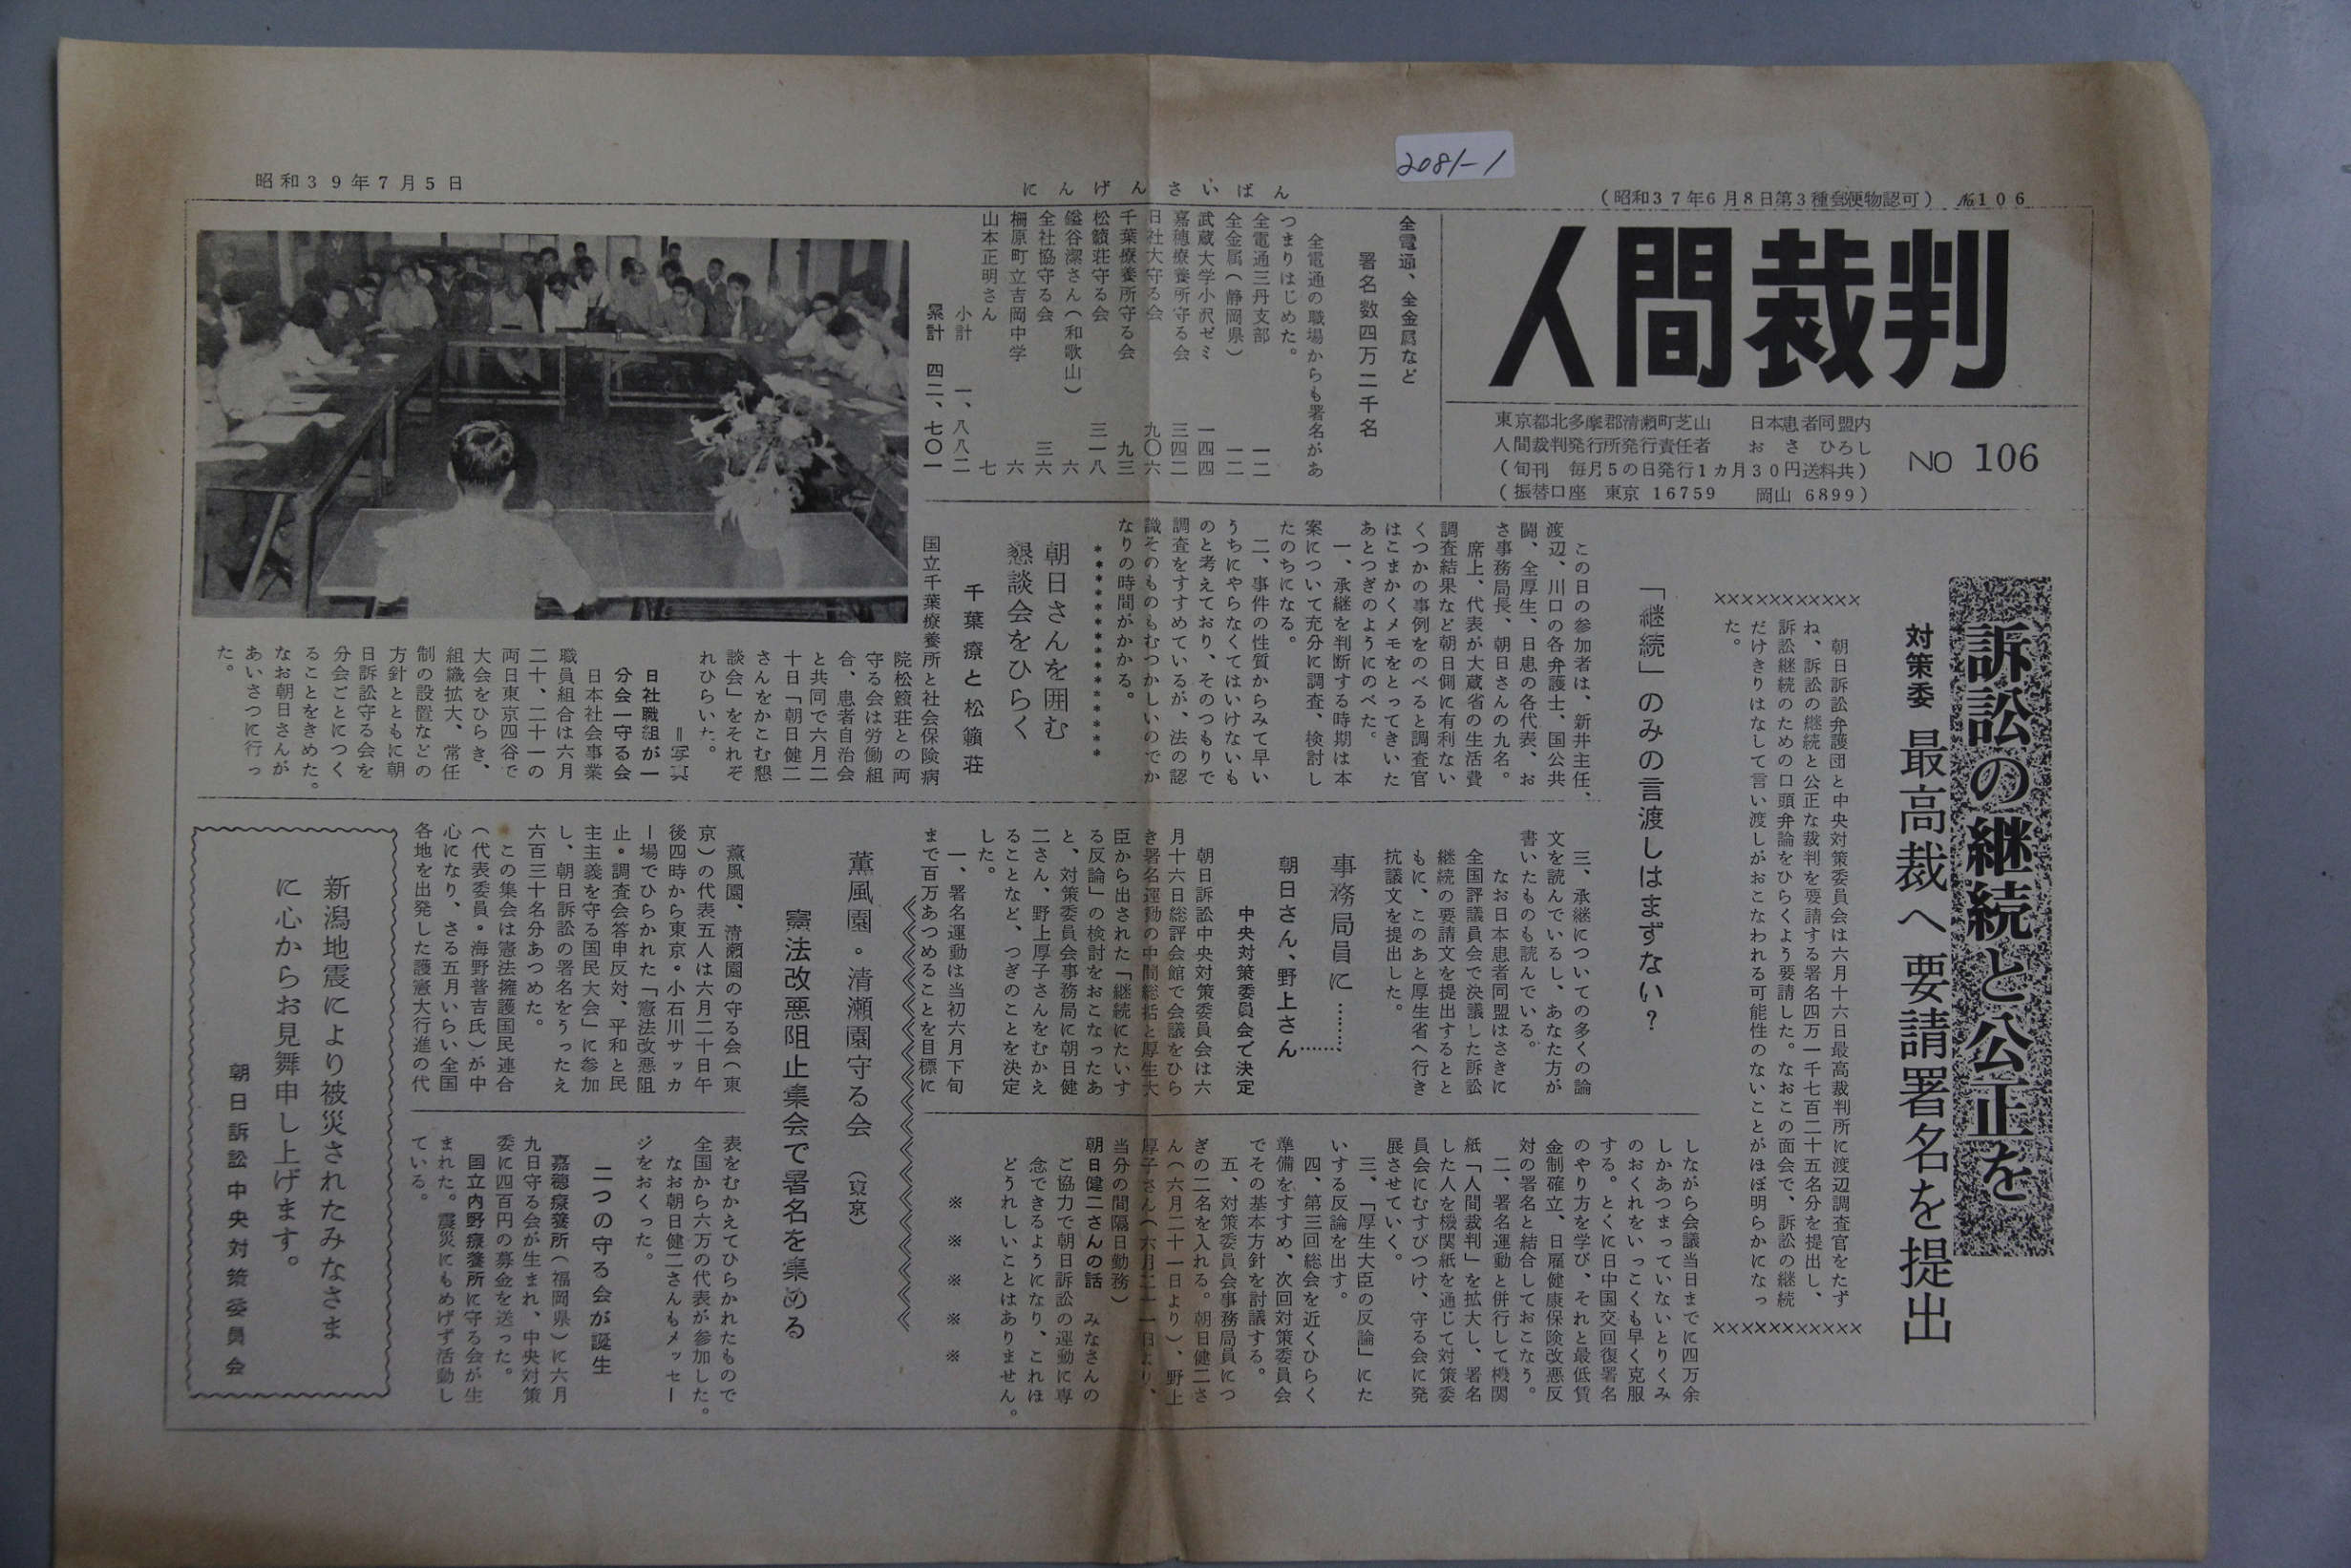 2081-1
(昭和37年6月8日第3種郵便物認可) №106
にんげんさいばん
昭和39年7月5日
人間裁判
NO 106
東京都北多摩郡清瀬町芝山 日本患者同盟内
人間裁判発行所発行責任者 おさ ひろし
(旬刊 毎月5の日発行1カ月30円送料共)
(振替口座 東京 16759 岡山 6899)
訴訟の継続と公正を
対策委 最高裁へ要請署名を提出
××××××××××××
朝日訴訟弁護団と中央対策委員会は六月十六日最高裁判所に渡辺調査官をたず
ね、訴訟の継続と公正な裁判を要請する署名四万一千七百二十五名分を提出し、
訴訟継続のための口頭弁論をひらくよう要請した。なおこの面会で、訴訟の継続
だけきりはなして言い渡しがおこなわれる可能性のないことがほぼ明らかになっ
た。
××××××××××××
「継続」のみの言渡しはまずない?
この日の参加者は、新井主任、
渡辺、川口の各弁護士、国公共
闘、全厚生、日患の各代表、お
さ事務局長、朝日さんの九名。
席上、代表が大蔵省の生活費
調査結果など朝日側に有利ない
くつかの事例をのべると調査官
はこまかくメモをとってきいた
あとつぎのようにのべた。
一、承継を判断する時期は本
案について充分に調査、検討し
たのちになる。
二、事件の性質からみて早い
うちにやらなくてはいけないも
のと考えており、そのつもりで
調査をすすめているが、法の認
識そのものもむつかしいのでか
なりの時間がかかる。
三、承継についての多くの論
文を読んでいるし、あなた方が
書いたものも読んでいる。
なお日本患者同盟はさきに
全国評議員会で決議した訴訟
継続の要請文を提出するとと
もに、このあと厚生省へ行き
抗議文を提出した。
事務局員に………
朝日さん、野上さん
中央対策委員会で決定
朝日訴訟中央対策委員会は六
月十六日総評会館で会議をひら
き署名運動の中間総括と厚生大
臣から出された「継続にたいす
る反論」の検討をおこなったあ
と、対策委員会事務局に朝日健
二さん、野上厚子さんをむかえ
ることなど、つぎのことを決定
した。
一、署名運動は当初六月下旬
まで百万あつめることを目標に
しながら会議当日までに四万余
しかあつまっていないとりくみ
のおくれをいっこくも早く克服
する。とくに日中国交回復署名
のやり方を学び、それと最低賃
金制確立、日雇健康保険改悪反
対の署名と結合しておこなう。
二、署名運動と併行して機関
紙「人間裁判」を拡大し、署名
した人を機関紙を通じて対策委
員会にむすびつけ、守る会に発
展させていく。
三、「厚生大臣の反論」にた
いする反論を出す。
四、第三回総会を近くひらく
準備をすすめ、次回対策委員会
でその基本方針を討議する。
五、対策委員会事務局員につ
ぎの二名を入れる。朝日健二さ
ん(六月二十一日より)、野上
厚子さん(六月二一日より、
当分の間隔日勤務)
朝日健二さんの話 みなさんの
ご協力で朝日訴訟の運動に専
念できるようになり、これほ
どうれしいことはありません。
※ ※ ※ ※ ※
全電通、全金属など
署名数四万二千名
全電通の職場からも署名があ
つまりはじめた。
全電通三丹支部 一二
全金属(静岡県) 一二
武蔵大学小沢ゼミ 一四四
嘉穂療養所守る会 三四二
日社大守る会 九〇六
千葉療養所守る会 九三
松籟荘守る会 三一八
鎰谷潔さん(和歌山) 六
全社協守る会 三六
柵原町立吉岡中学 六
山本正明さん 七
小計 一、八八二
累計 四二、七〇一
****************
朝日さんを囲む
懇談会をひらく
千葉療と松籟荘
国立千葉療養所と社会保険病
院松籟荘との両
守る会は労働組
合、患者自治会
と共同で六月二
十日「朝日健二
さんをかこむ懇
談会」をそれぞ
れひらいた。
=写真
日社職組が一
分会一守る会
日本社会事業
職員組合は六月
二十、二十一の
両日東京四谷で
大会をひらき、
組織拡大、常任
制の設置などの
方針とともに朝
日訴訟守る会を
分会ごとにつく
ることをきめた。
なお朝日さんが
あいさつに行っ
た。
薫風園・清瀬園守る会 (東京)
憲法改悪阻止集会で署名を集める
薫風園、清瀬園の守る会(東
京)の代表五人は六月二十日午
後四時から東京・小石川サッカ
ー場でひらかれた「憲法改悪阻
止・調査会答申反対、平和と民
主主義を守る国民大会」に参加
し、朝日訴訟の署名をうったえ
六百三十名分あつめた。
この集会は憲法擁護国民連合
(代表委員・海野普吉氏)が中
心になり、さる五月いらい全国
各地を出発した護憲大行進の代
表をむかえてひらかれたもので
全国から六万の代表が参加した。
なお朝日健二さんもメッセー
ジをおくった。
二つの守る会が誕生
嘉穂療養所(福岡県)に六月
九日守る会が生まれ、中央対策
委に四百円の募金を送った。
国立内野療養所に守る会が生
まれた。震災にもめげず活動し
ている。
新潟地震により被災されたみなさま
に心からお見舞申し上げます。
朝日訴訟中央対策委員会